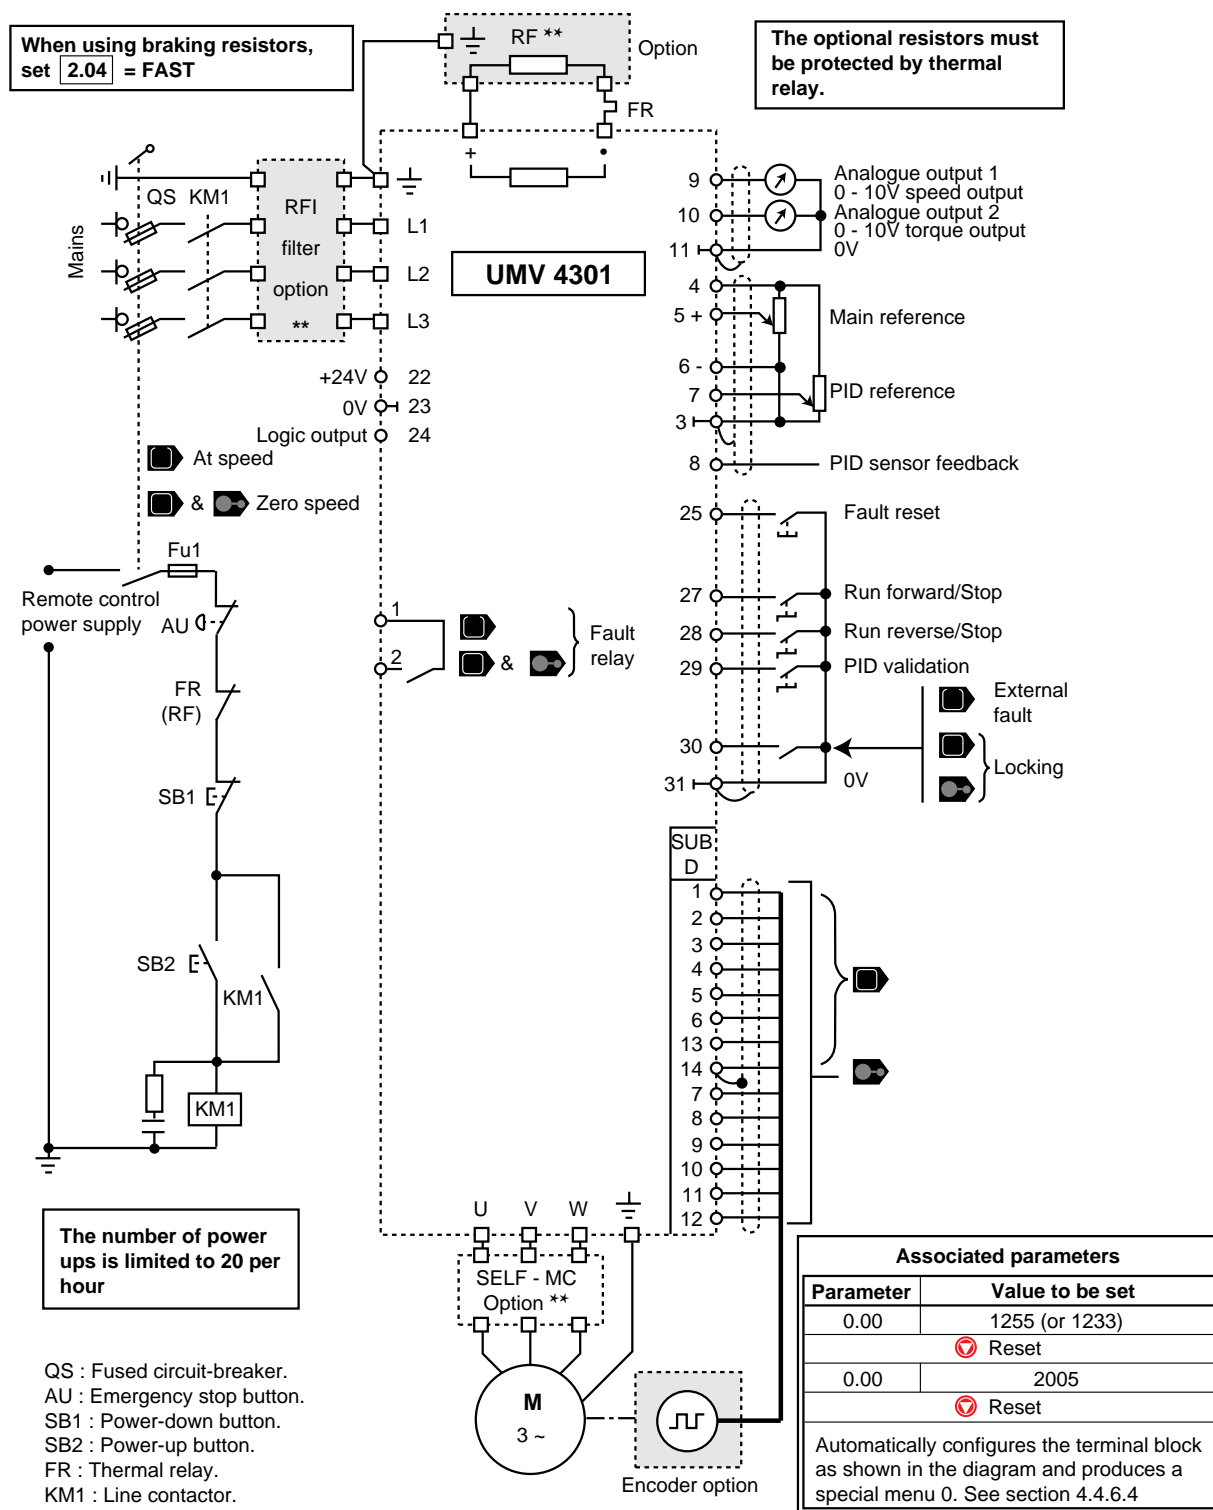 When using braking resistors,
set 2.04 = FAST
RF **
Option
FR
The optional resistors must
be protected by thermal
relay.
+
QS KM1
Mains
RFI
filter
option
**
L1
L2
L3
UMV 4301
9
10
11
Analogue output 1
0 - 10V speed output
Analogue output 2
0 - 10V torque output
0V
4
5 +
6 -
7
3
8
Main reference
PID reference
PID sensor feedback
+24V 22
0V 23
Logic output 24
At speed
& Zero speed
25 Fault reset
27 Run forward/Stop
28 Run reverse/Stop
29 PID validation
30
31
0V
External
fault
Locking
Fu1
Remote control
power supply
AU
FR
(RF)
SB1
SB2
KM1
KM1
1
2
&
Fault
relay
SUB
D
1
2
3
4
5
6
13
14
7
8
9
10
11
12
U V W
SELF - MC
Option **
M
3 ~
Encoder option
The number of power
ups is limited to 20 per
hour
QS : Fused circuit-breaker.
AU : Emergency stop button.
SB1 : Power-down button.
SB2 : Power-up button.
FR : Thermal relay.
KM1 : Line contactor.
Associated parameters
Parameter Value to be set
0.00 1255 (or 1233)
Reset
0.00 2005
Reset
Automatically configures the terminal block
as shown in the diagram and produces a
special menu 0. See section 4.4.6.4